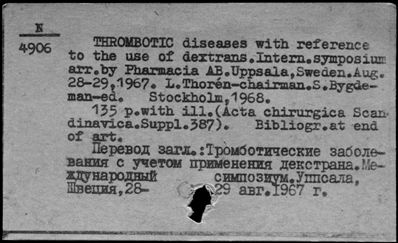 N
4906
THROMBOTIC diseases with reference
to the use of dextrans.Intern.symposium
arr.by Pharmacia AB.Uppsala,Sweden.Aug.
28-29,1967. L.Thorén-chairman.S.Bygde-
man-ed. Stockholm,1968.
135 p.with ill.(Acta chirurgica Scan
dinavica.Suppl.387). Bibliogr.at end
of art.
Перевод загл.:Тромботические заболе-
вания с учетом применения декстрана.Ме-
ждународный симпозиум.Уппсала,
Швеция,28- 29 авг.1967 г.